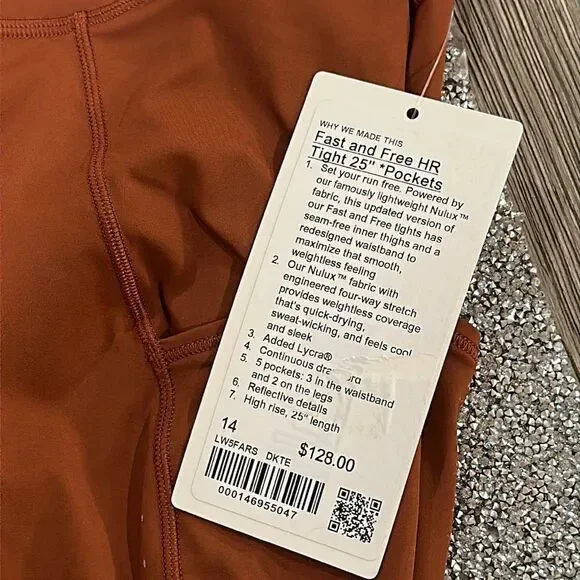 WHY WE MADE THIS
Fast and Free HR
Tight 25" *Pockets
1. Set your run free. Powered by
our famously lightweight Nulux™
fabric, this updated version of
our Fast and Free tights has
seam-free inner thighs and a
redesigned waistband to
maximize that smooth,
weightless feeling
2. Our Nulux™ fabric with
engineered four-way stretch
provides weightless coverage
that's quick-drying,
sweat-wicking, and feels cool
and sleek
3. Added Lycra®
4. Continuous
5. 5 pockets: 3 in the waistband
and 2 on the legs
6. Reflective details
7. High rise, 25" length
14 $128.00
LW5FARS DKTE
000146955047